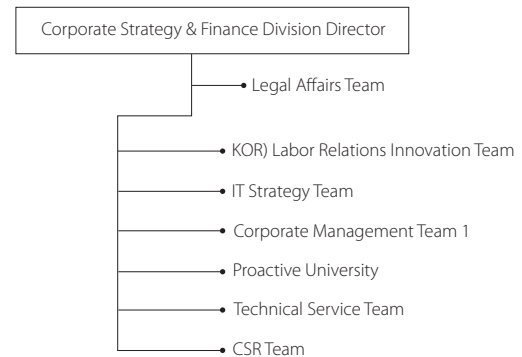 Corporate Strategy & Finance Division Director
Legal Affairs Team
KOR) Labor Relations Innovation Team
IT Strategy Team
Corporate Management Team 1
Proactive University
Technical Service Team
CSR Team